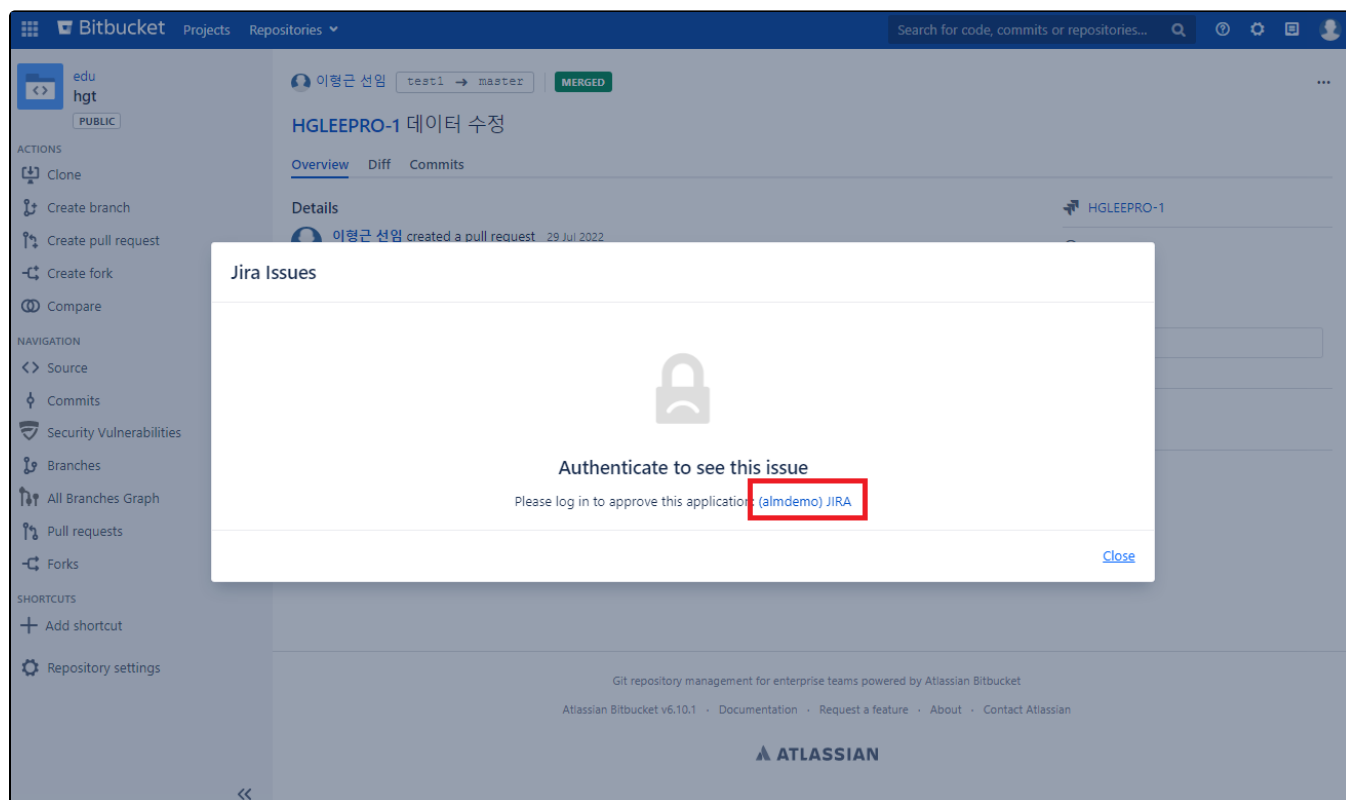 Bitbucket Projects Repositories Search for code, commits or repositories...
edu
hgt
PUBLIC
ACTIONS
Clone
Create branch
Create pull request
Create fork
Compare
NAVIGATION
Source
Commits
Security Vulnerabilities
Branches
All Branches Graph
Pull requests
Forks
SHORTCUTS
Add shortcut
Repository settings
이형근 선임 test1 → master MERGED
HGLEEPRO-1 데이터 수정
Overview Diff Commits
Details
이형근 선임 created a pull request 29 Jul 2022
HGLEEPRO-1
Jira Issues
Authenticate to see this issue
Please log in to approve this application: (almdemo) JIRA
Close
Git repository management for enterprise teams powered by Atlassian Bitbucket
Atlassian Bitbucket v6.10.1 · Documentation · Request a feature · About · Contact Atlassian
ATLASSIAN